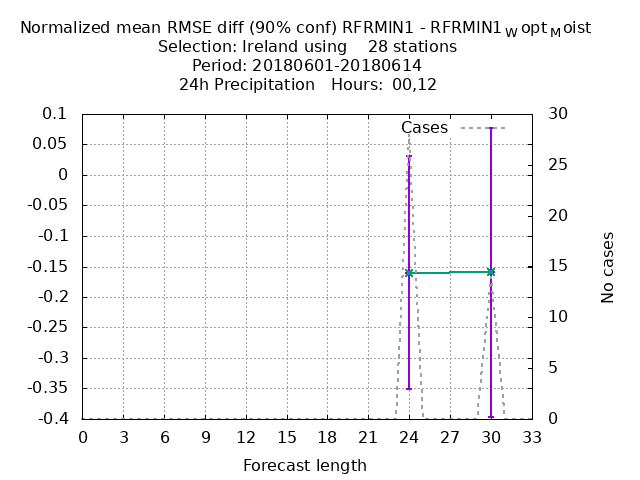 Normalized mean RMSE diff (90% conf) RFRMIN1 - RFRMIN1WoptMoist
Selection: Ireland using 28 stations
Period: 20180601-20180614
24h Precipitation Hours: 00,12
Cases
0.1
0.05
0
-0.05
-0.1
-0.15
-0.2
-0.25
-0.3
-0.35
-0.4
30
25
20
15
10
5
0
No cases
0 3 6 9 12 15 18 21 24 27 30 33
Forecast length